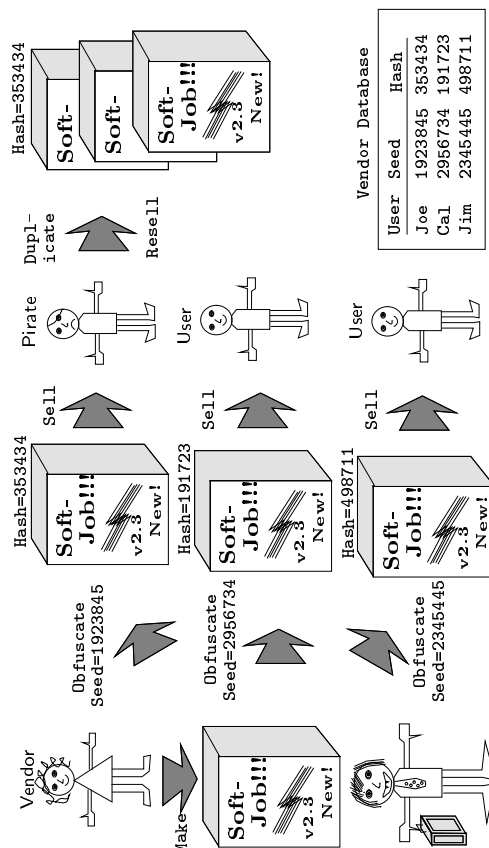 Vendor
Make
Soft-
Job!!!
v2.3
New!
Obfuscate
Seed=1923845
Obfuscate
Seed=2956734
Obfuscate
Seed=2345445
Hash=353434
Soft-
Job!!!
v2.3
New!
Hash=191723
Soft-
Job!!!
v2.3
New!
Hash=498711
Soft-
Job!!!
v2.3
New!
Sell
Pirate
Sell
User
Sell
User
Dupl-
icate
Resell
Hash=353434
Soft-
Soft-
Soft-
Job!!!
v2.3
New!
Vendor Database
User Seed Hash
Joe 1923845 353434
Cal 2956734 191723
Jim 2345445 498711